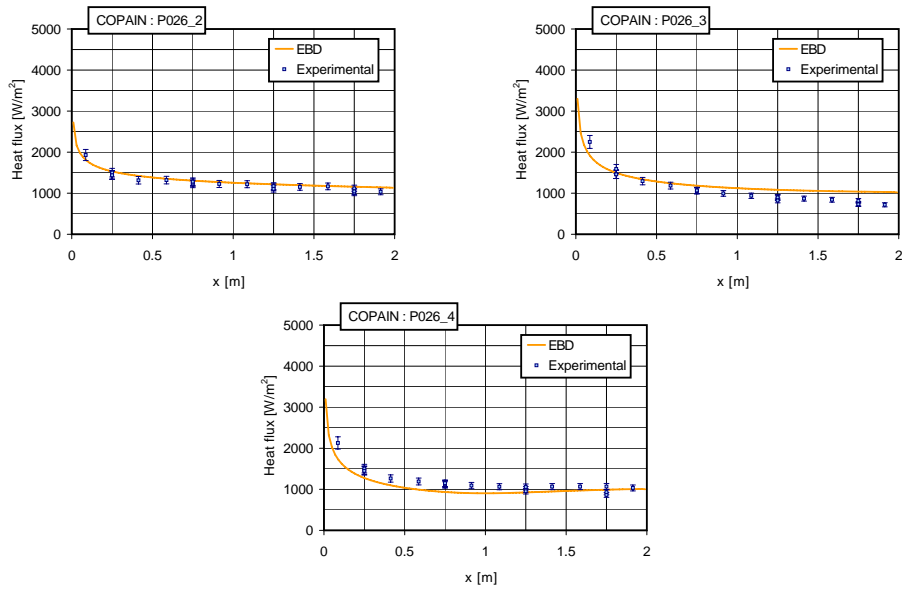 COPAIN : P026_2
5000
4000
3000
2000
1000
0
Heat flux [W/m²]
EBD
Experimental
0 0.5 1 1.5 2
x [m]
COPAIN : P026_3
5000
4000
3000
2000
1000
0
Heat flux [W/m²]
EBD
Experimental
0 0.5 1 1.5 2
x [m]
COPAIN : P026_4
5000
4000
3000
2000
1000
0
Heat flux [W/m²]
EBD
Experimental
0 0.5 1 1.5 2
x [m]